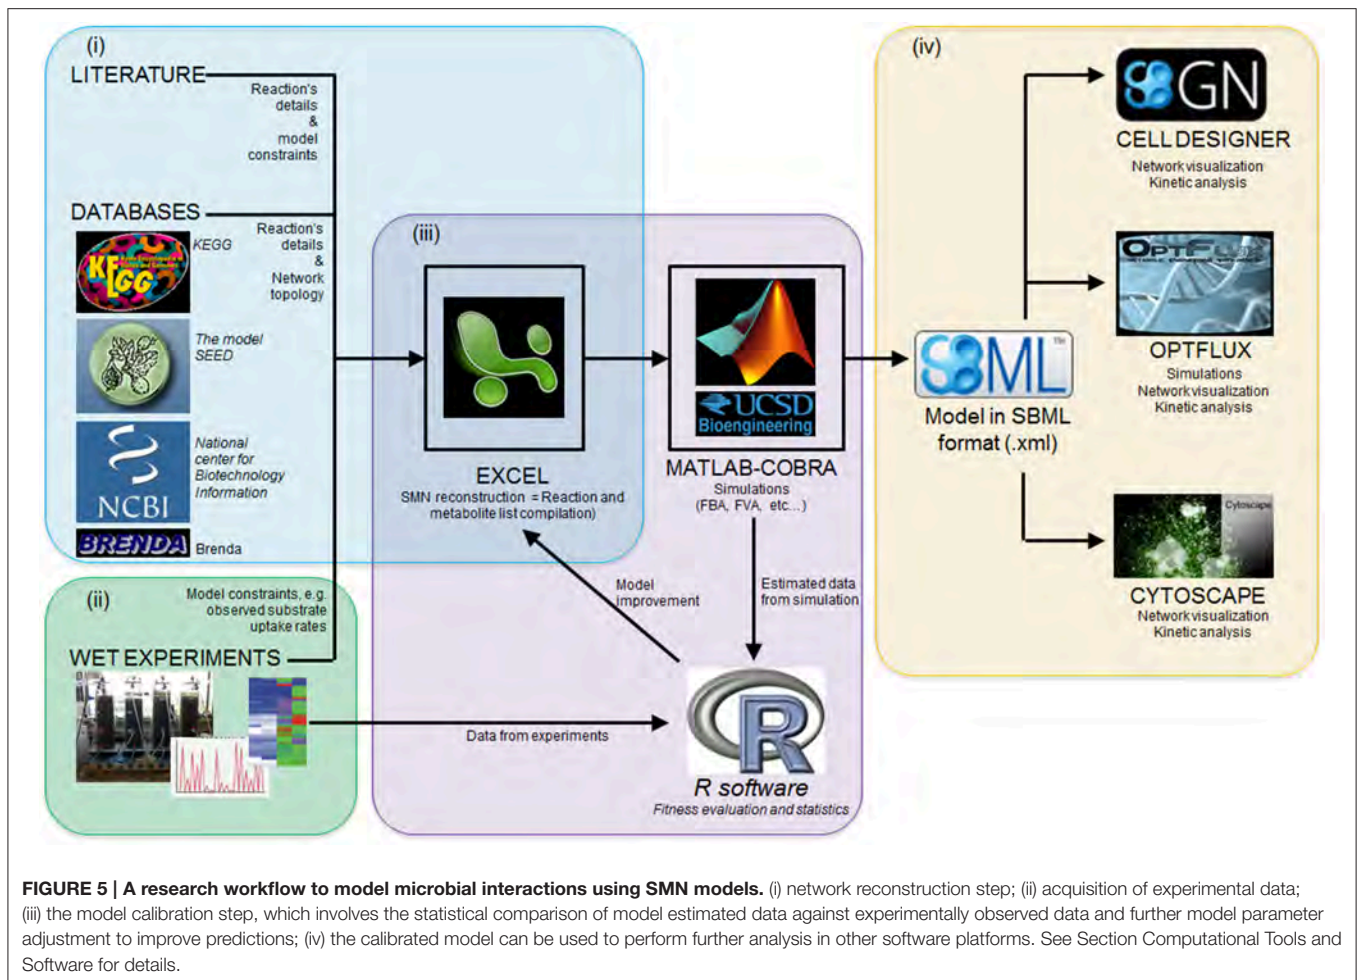 (i)
LITERATURE
Reaction's
details
&
model
constraints
DATABASES
KEGG
KEGG
Reaction's
details
&
Network
topology
The model
SEED
NCBI
National
center for
Biotechnology
Information
BRENDA
Brenda
(ii)
Model constraints, e.g.
observed substrate
uptake rates
WET EXPERIMENTS
Data from experiments
(iii)
EXCEL
SMN reconstruction = Reaction and
metabolite list compilation)
UCSD
Bioengineering
MATLAB-COBRA
Simulations
(FBA, FVA, etc...)
Model
improvement
Estimated data
from simulation
R
R software
Fitness evaluation and statistics
(iv)
SBML
Model in SBML
format (.xml)
SBGN
CELL DESIGNER
Network visualization
Kinetic analysis
OPTFLUX
OPTFLUX
Simulations
Network visualization
Kinetic analysis
Cytoscape
CYTOSCAPE
Network visualization
Kinetic analysis
FIGURE 5 | A research workflow to model microbial interactions using SMN models. (i) network reconstruction step; (ii) acquisition of experimental data;
(iii) the model calibration step, which involves the statistical comparison of model estimated data against experimentally observed data and further model parameter
adjustment to improve predictions; (iv) the calibrated model can be used to perform further analysis in other software platforms. See Section Computational Tools and
Software for details.